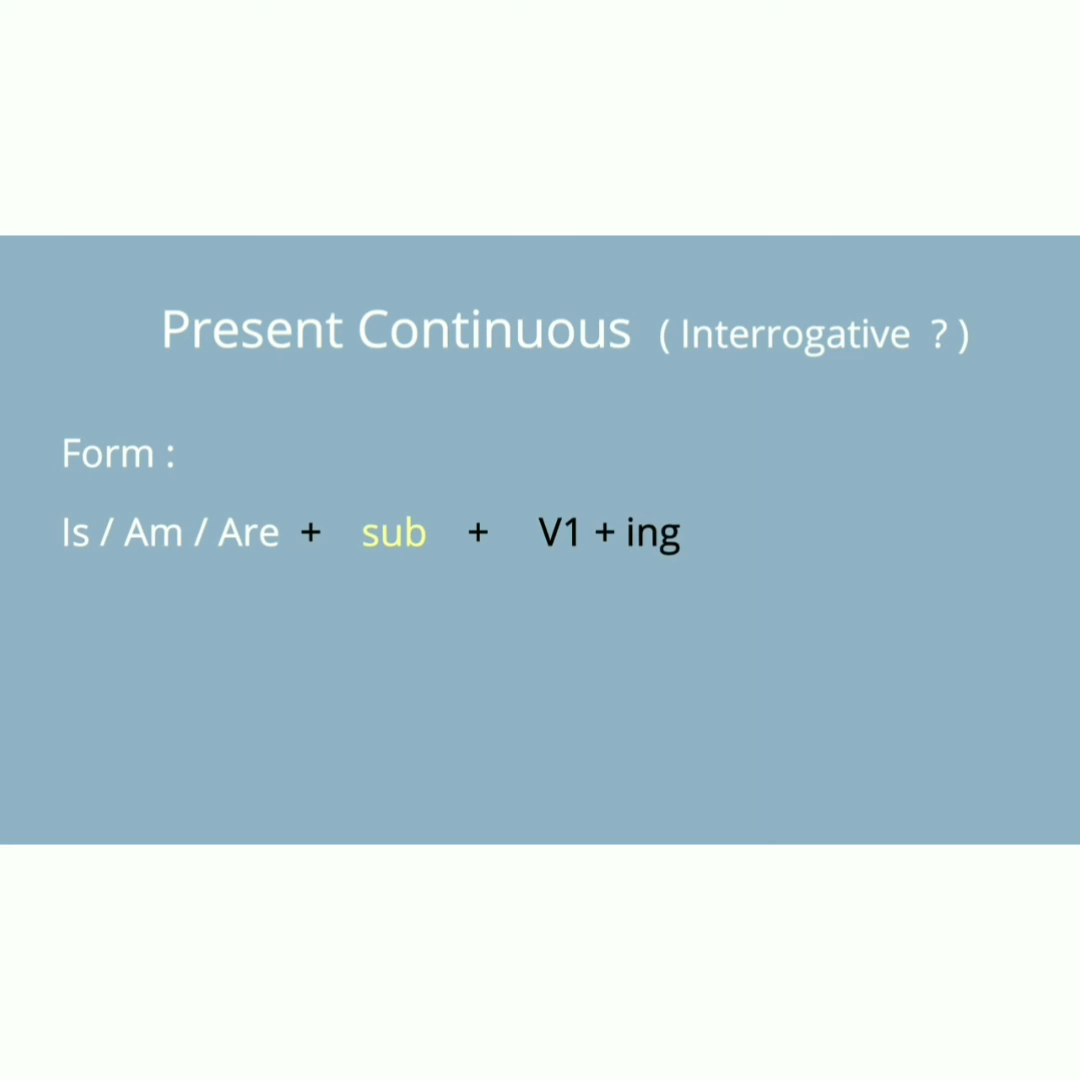 Present Continuous ( Interrogative ? )
Form :
Is / Am / Are + sub + V1 + ing